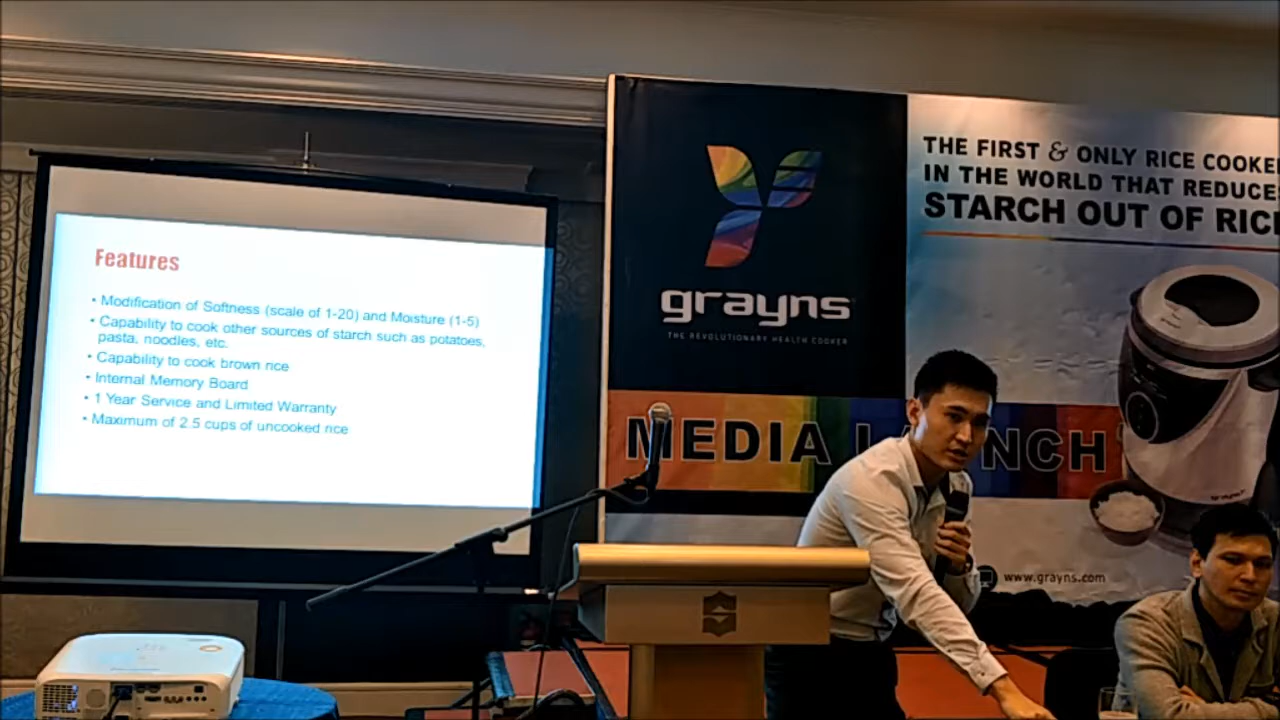 Features
• Modification of Softness (scale of 1-20) and Moisture (1-5)
• Capability to cook other sources of starch such as potatoes,
pasta, noodles, etc.
• Capability to cook brown rice
• Internal Memory Board
• 1 Year Service and Limited Warranty
• Maximum of 2.5 cups of uncooked rice
grayns
THE REVOLUTIONARY HEALTH COOKER
THE FIRST & ONLY RICE COOKE
IN THE WORLD THAT REDUCE
STARCH OUT OF RIC
MEDIA L NCH
grayns
www.grayns.com